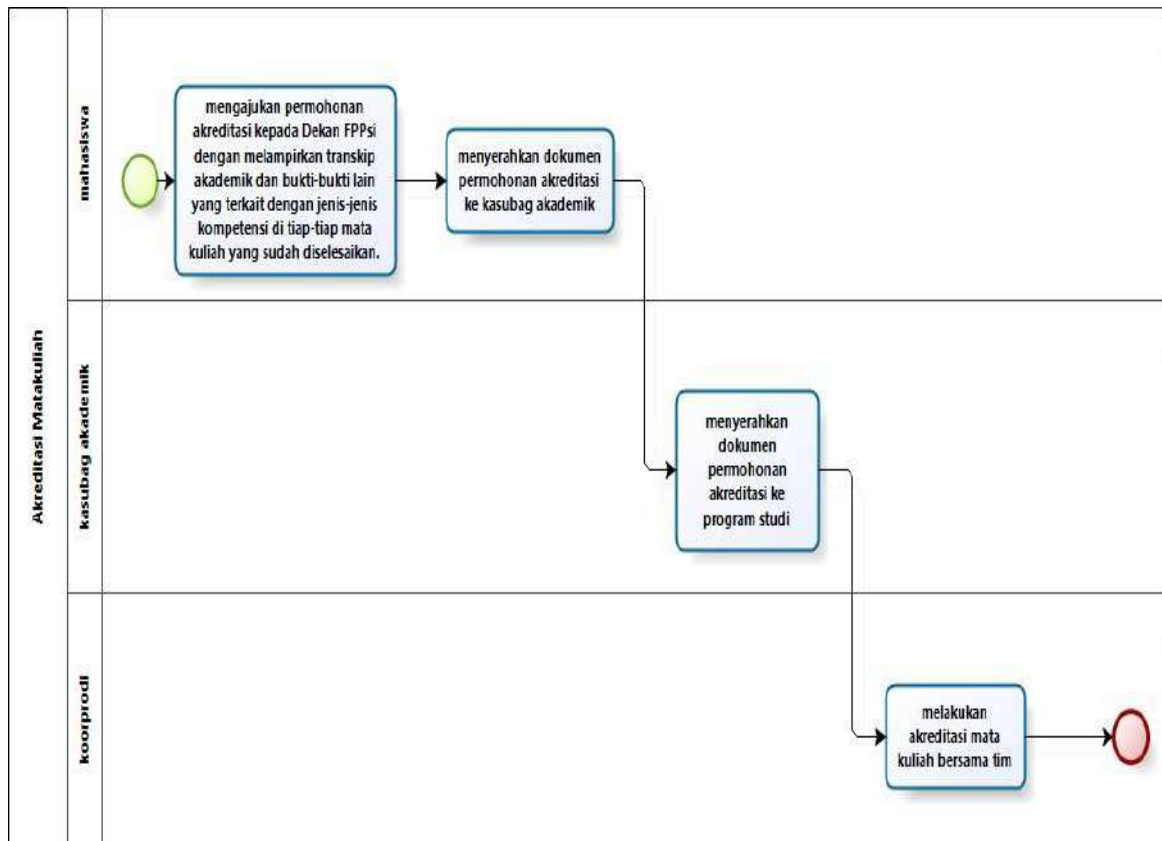 Akreditasi Matakuliah
mahasiswa
mengajukan permohonan
akreditasi kepada Dekan FPPsi
dengan melampirkan transkip
akademik dan bukti-bukti lain
yang terkait dengan jenis-jenis
kompetensi di tiap-tiap mata
kuliah yang sudah diselesaikan.
menyerahkan dokumen
permohonan akreditasi
ke kasubag akademik
kasubag akademik
menyerahkan
dokumen
permohonan
akreditasi ke
program studi
koorprodi
melakukan
akreditasi mata
kuliah bersama tim